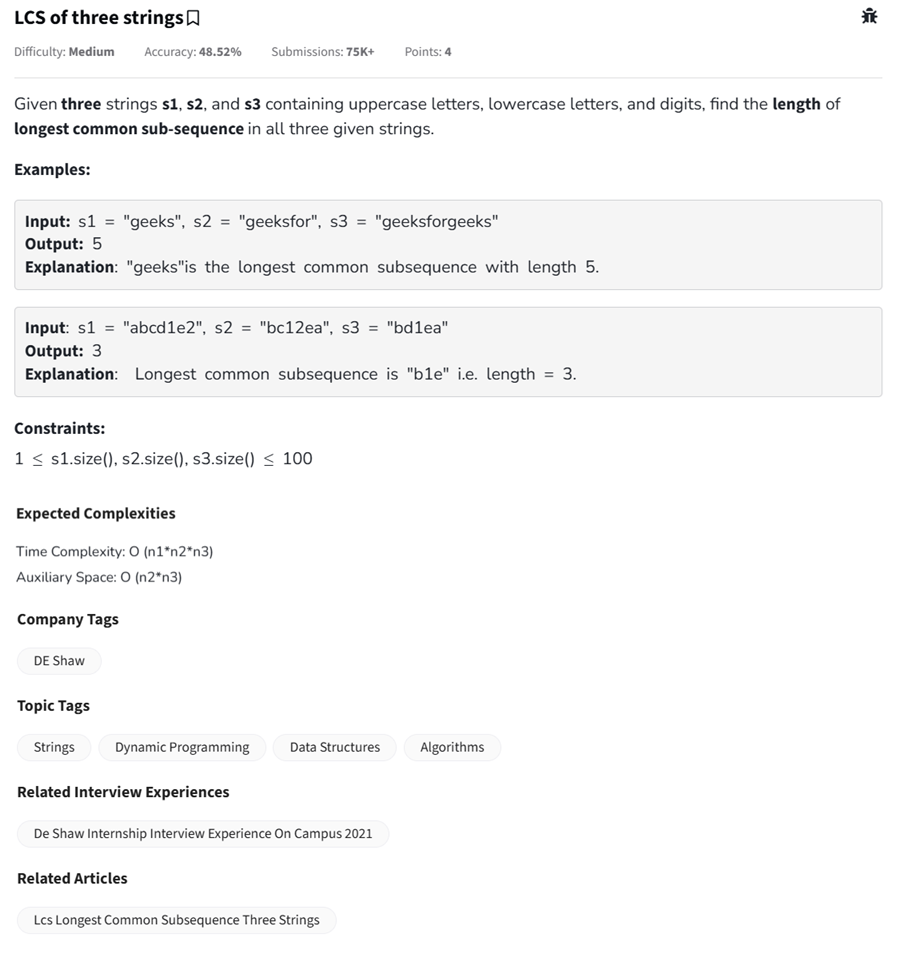 LCS of three strings
Difficulty: Medium Accuracy: 48.52% Submissions: 75K+ Points: 4
Given three strings s1, s2, and s3 containing uppercase letters, lowercase letters, and digits, find the length of
longest common sub-sequence in all three given strings.
Examples:
Input: s1 = "geeks", s2 = "geeksfor", s3 = "geeksforgeeks"
Output: 5
Explanation: "geeks"is the longest common subsequence with length 5.
Input: s1 = "abcd1e2", s2 = "bc12ea", s3 = "bd1ea"
Output: 3
Explanation: Longest common subsequence is "b1e" i.e. length = 3.
Constraints:
1 ≤ s1.size(), s2.size(), s3.size() ≤ 100
Expected Complexities
Time Complexity: O (n1*n2*n3)
Auxiliary Space: O (n2*n3)
Company Tags
DE Shaw
Topic Tags
Strings Dynamic Programming Data Structures Algorithms
Related Interview Experiences
De Shaw Internship Interview Experience On Campus 2021
Related Articles
Lcs Longest Common Subsequence Three Strings